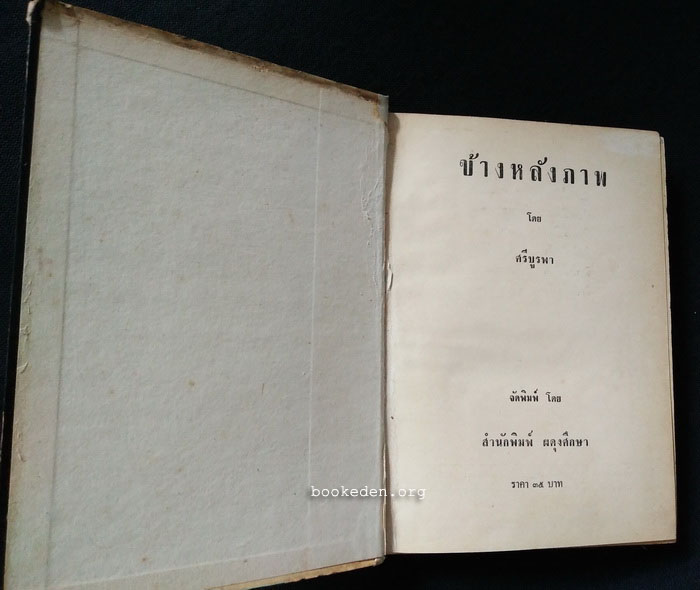 ข้างหลังภาพ
โดย
ศรีบูรพา
จัดพิมพ์ โดย
สำนักพิมพ์ ผดุงศึกษา
ราคา ๓๕ บาท
bookeden.org